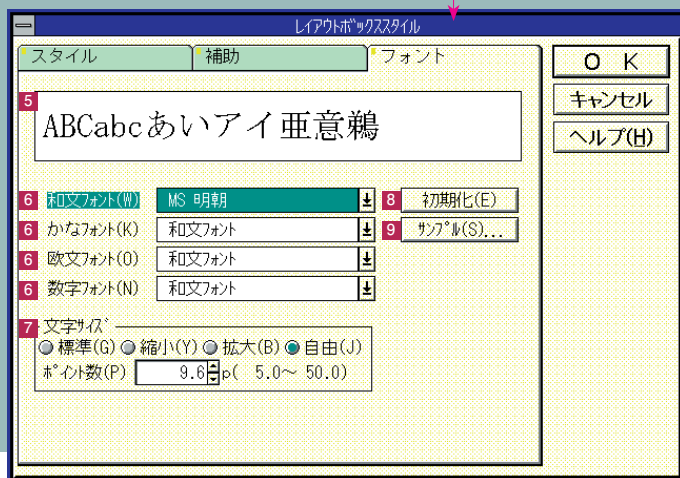 レイアウトボックススタイル
スタイル 補助 フォント
OK
キャンセル
ヘルプ(H)
5
ABCabcあいアイ亜意鵜
6 和文フォント(W) MS 明朝 8 初期化(E)
6 かなフォント(K) 和文フォント 9 サンプル(S)...
6 欧文フォント(O) 和文フォント
6 数字フォント(N) 和文フォント
7 文字サイズ
標準(G) 縮小(Y) 拡大(B) 自由(J)
ポイント数(P) 9.6 p( 5.0～ 50.0)